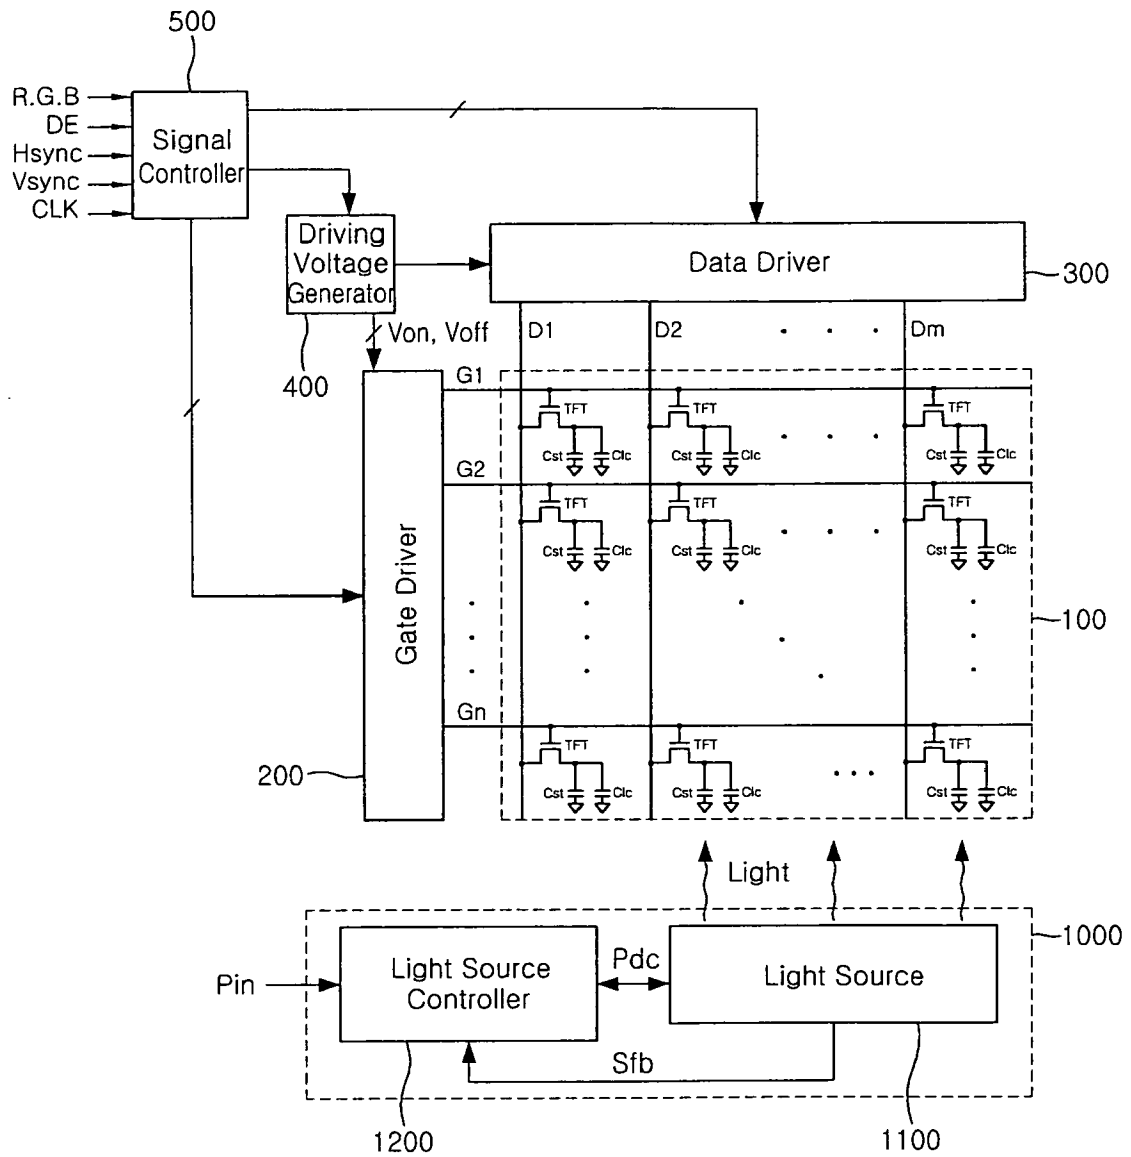 500
R.G.B
DE
Hsync
Vsync
CLK
Signal
Controller
Driving
Voltage
Generator
Data Driver
300
400
Von, Voff
D1
D2
Dm
G1
TFT
TFT
TFT
Cst
Clc
Cst
Clc
Cst
Clc
G2
TFT
TFT
TFT
Cst
Clc
Cst
Clc
Cst
Clc
Gate Driver
100
Gn
TFT
TFT
TFT
200
Cst
Clc
Cst
Clc
Cst
Clc
Light
1000
Pin
Light Source
Controller
Pdc
Light Source
Sfb
1200
1100